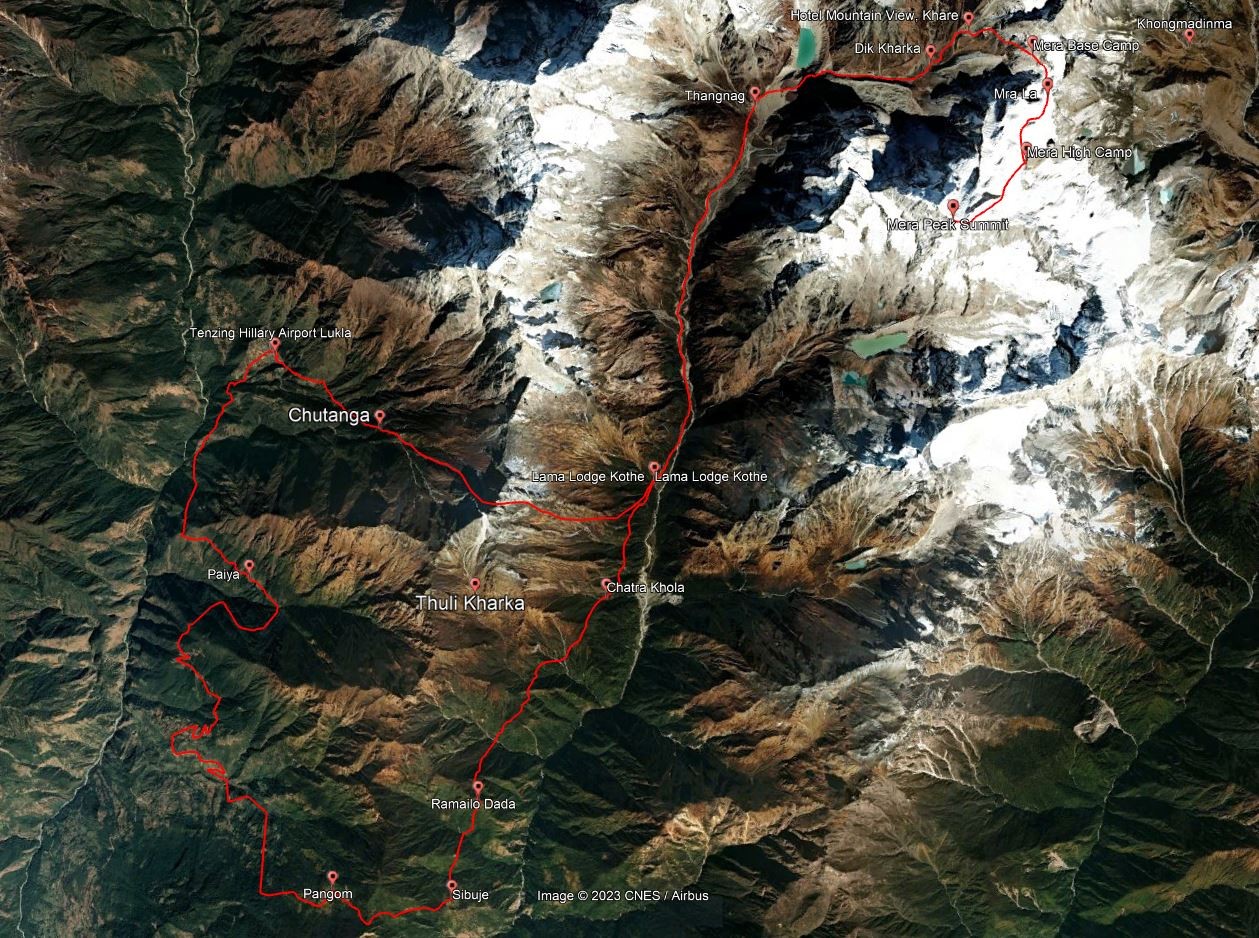 Hotel Mountain View, Khare
Khongmadinma
Dik Kharka
Mera Base Camp
Thangnag
Mra La
Mera High Camp
Mera Peak Summit
Tenzing Hillary Airport Lukla
Chutanga
Lama Lodge Kothe
Lama Lodge Kothe
Paiya
Chatra Khola
Thuli Kharka
Ramailo Dada
Pangom
Sibuje
Image © 2023 CNES / Airbus